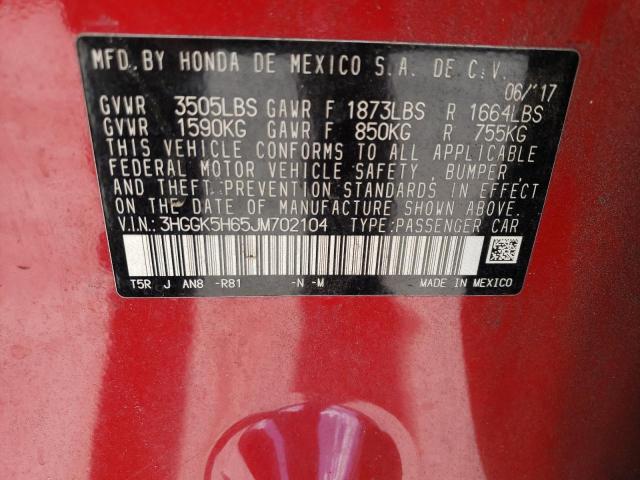 MFD. BY HONDA DE MEXICO S.A. DE C.V.
06/'17
GVWR 3505LBS GAWR F 1873LBS R 1664LBS
GVWR 1590KG GAWR F 850KG R 755KG
THIS VEHICLE CONFORMS TO ALL APPLICABLE
FEDERAL MOTOR VEHICLE SAFETY, BUMPER,
AND THEFT PREVENTION STANDARDS IN EFFECT
ON THE DATE OF MANUFACTURE SHOWN ABOVE.
V.I.N.: 3HGGK5H65JM702104 TYPE:PASSENGER CAR
T5R J AN8 -R81 -N -M MADE IN MEXICO